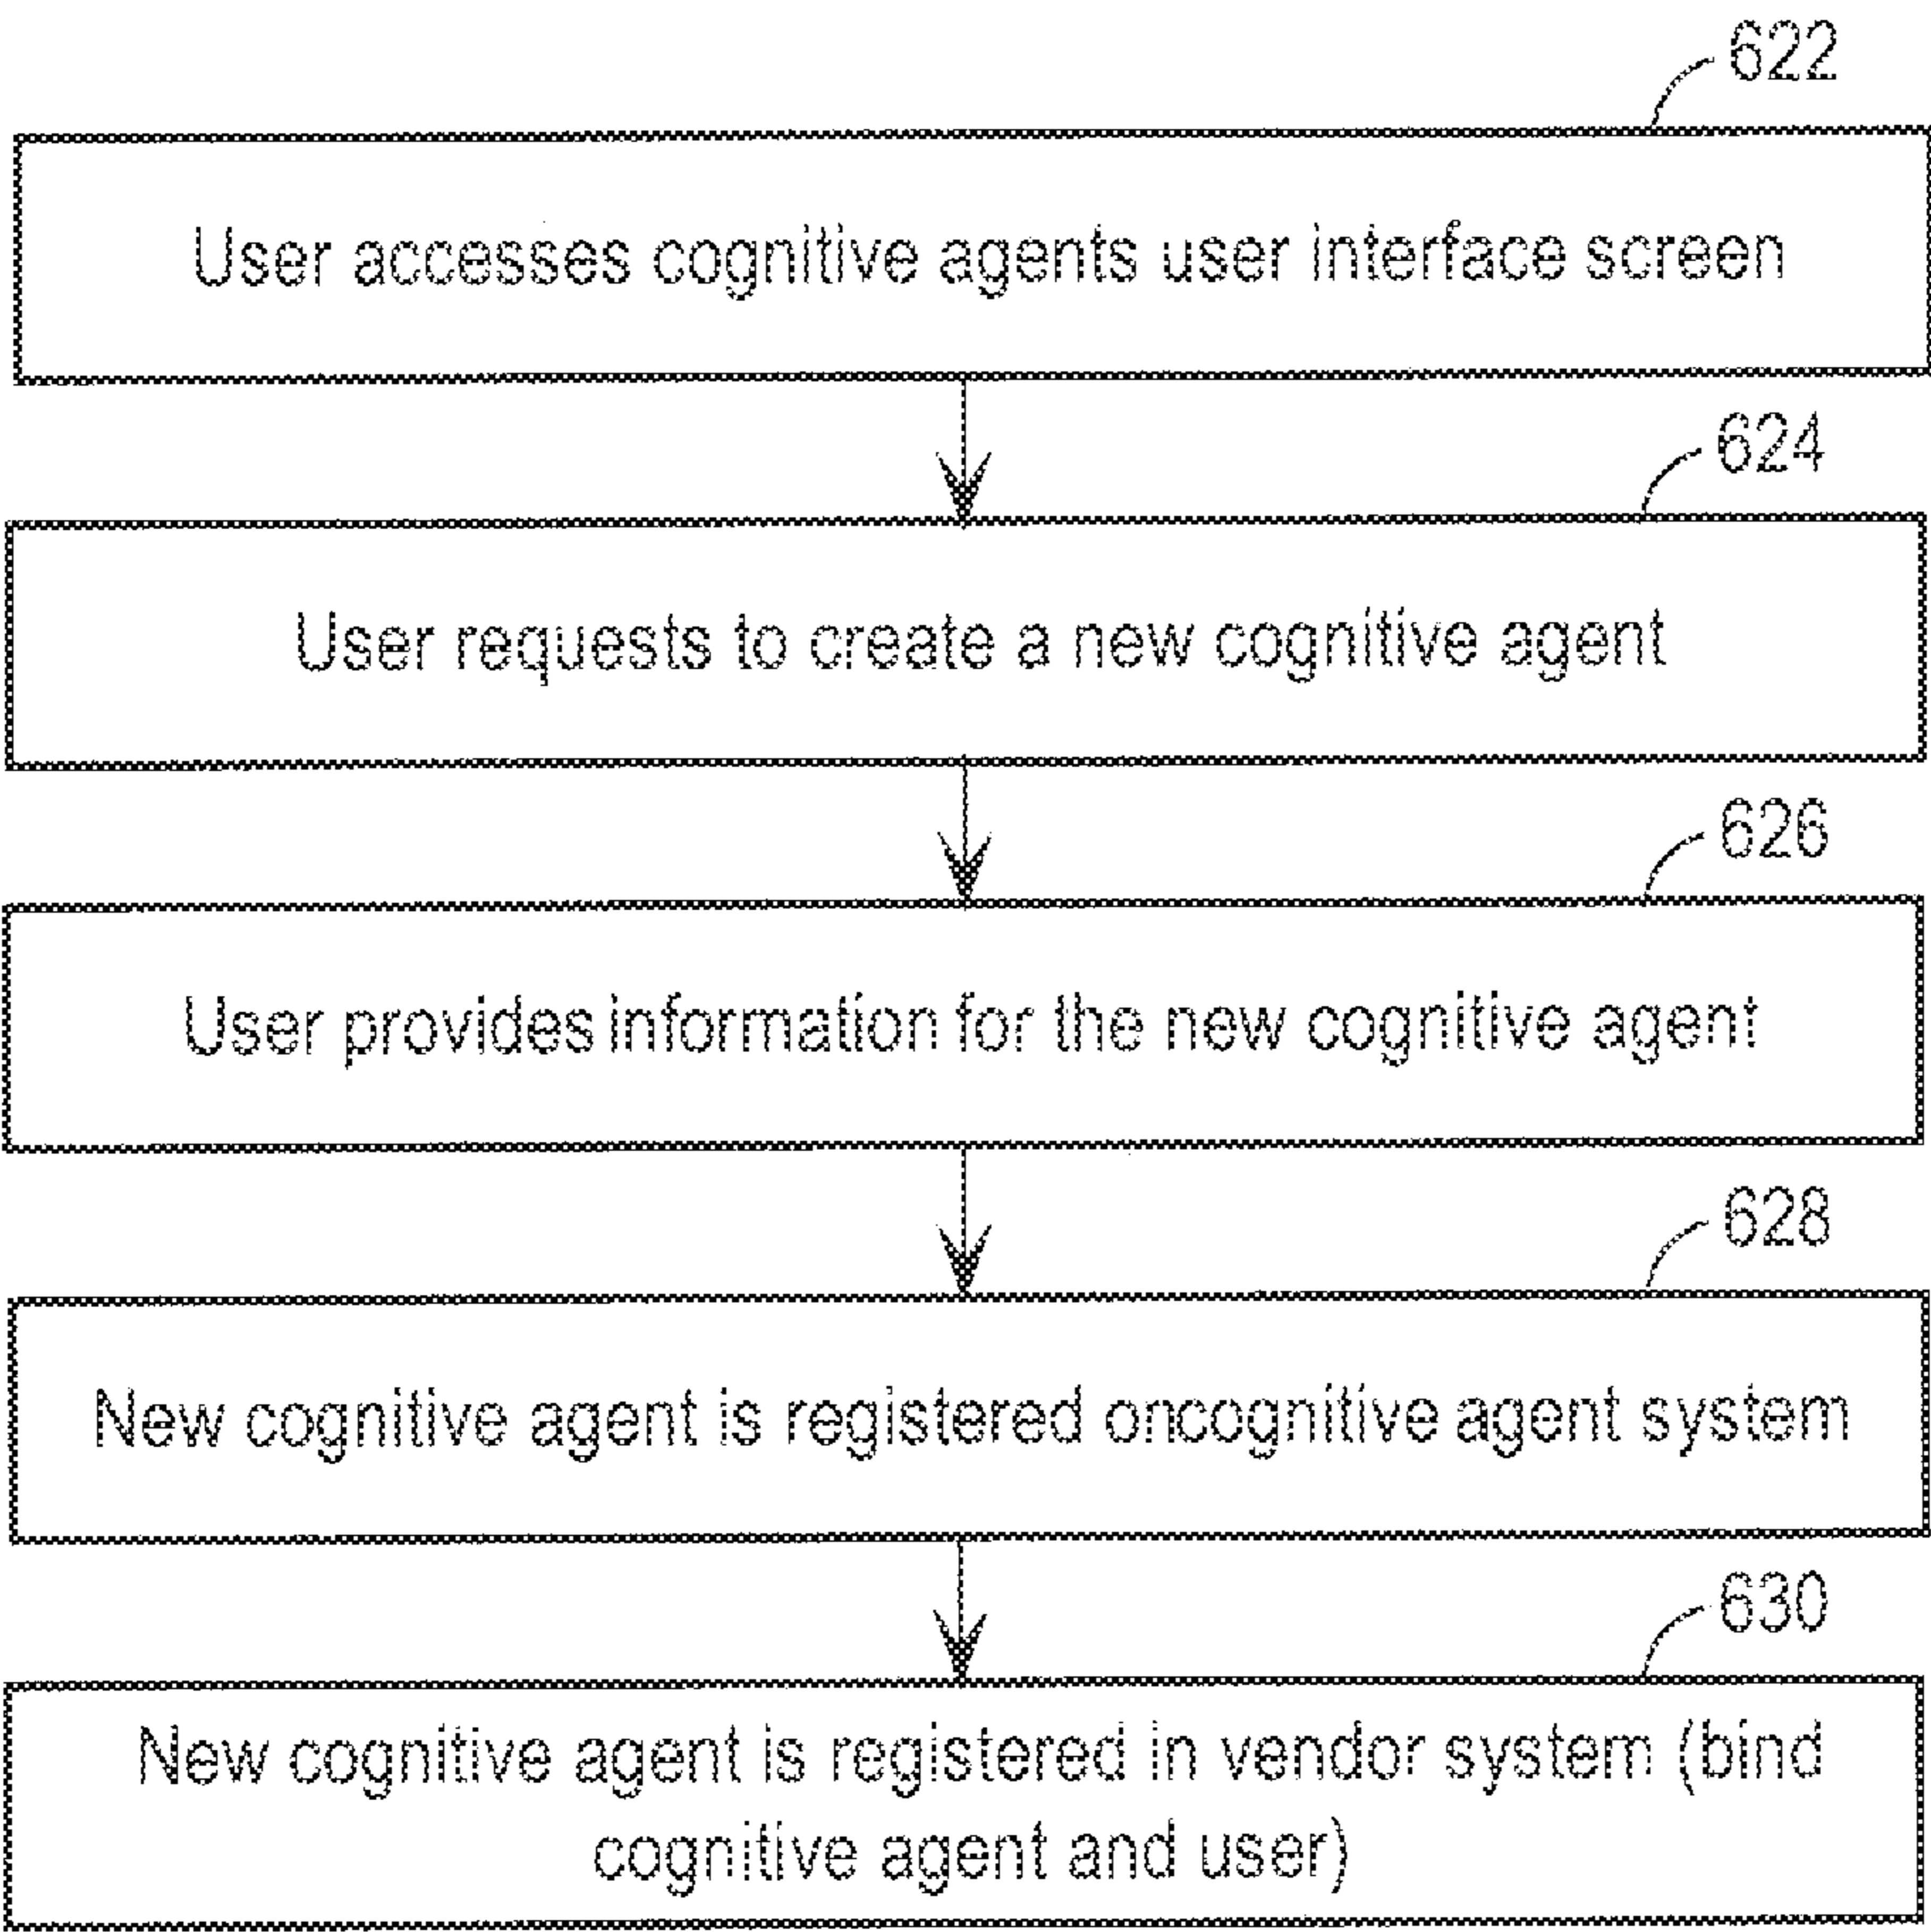 622
User accesses cognitive agents user interface screen
624
User requests to create a new cognitive agent
626
User provides information for the new cognitive agent
628
New cognitive agent is registered oncognitive agent system
630
New cognitive agent is registered in vendor system (bind
cognitive agent and user)